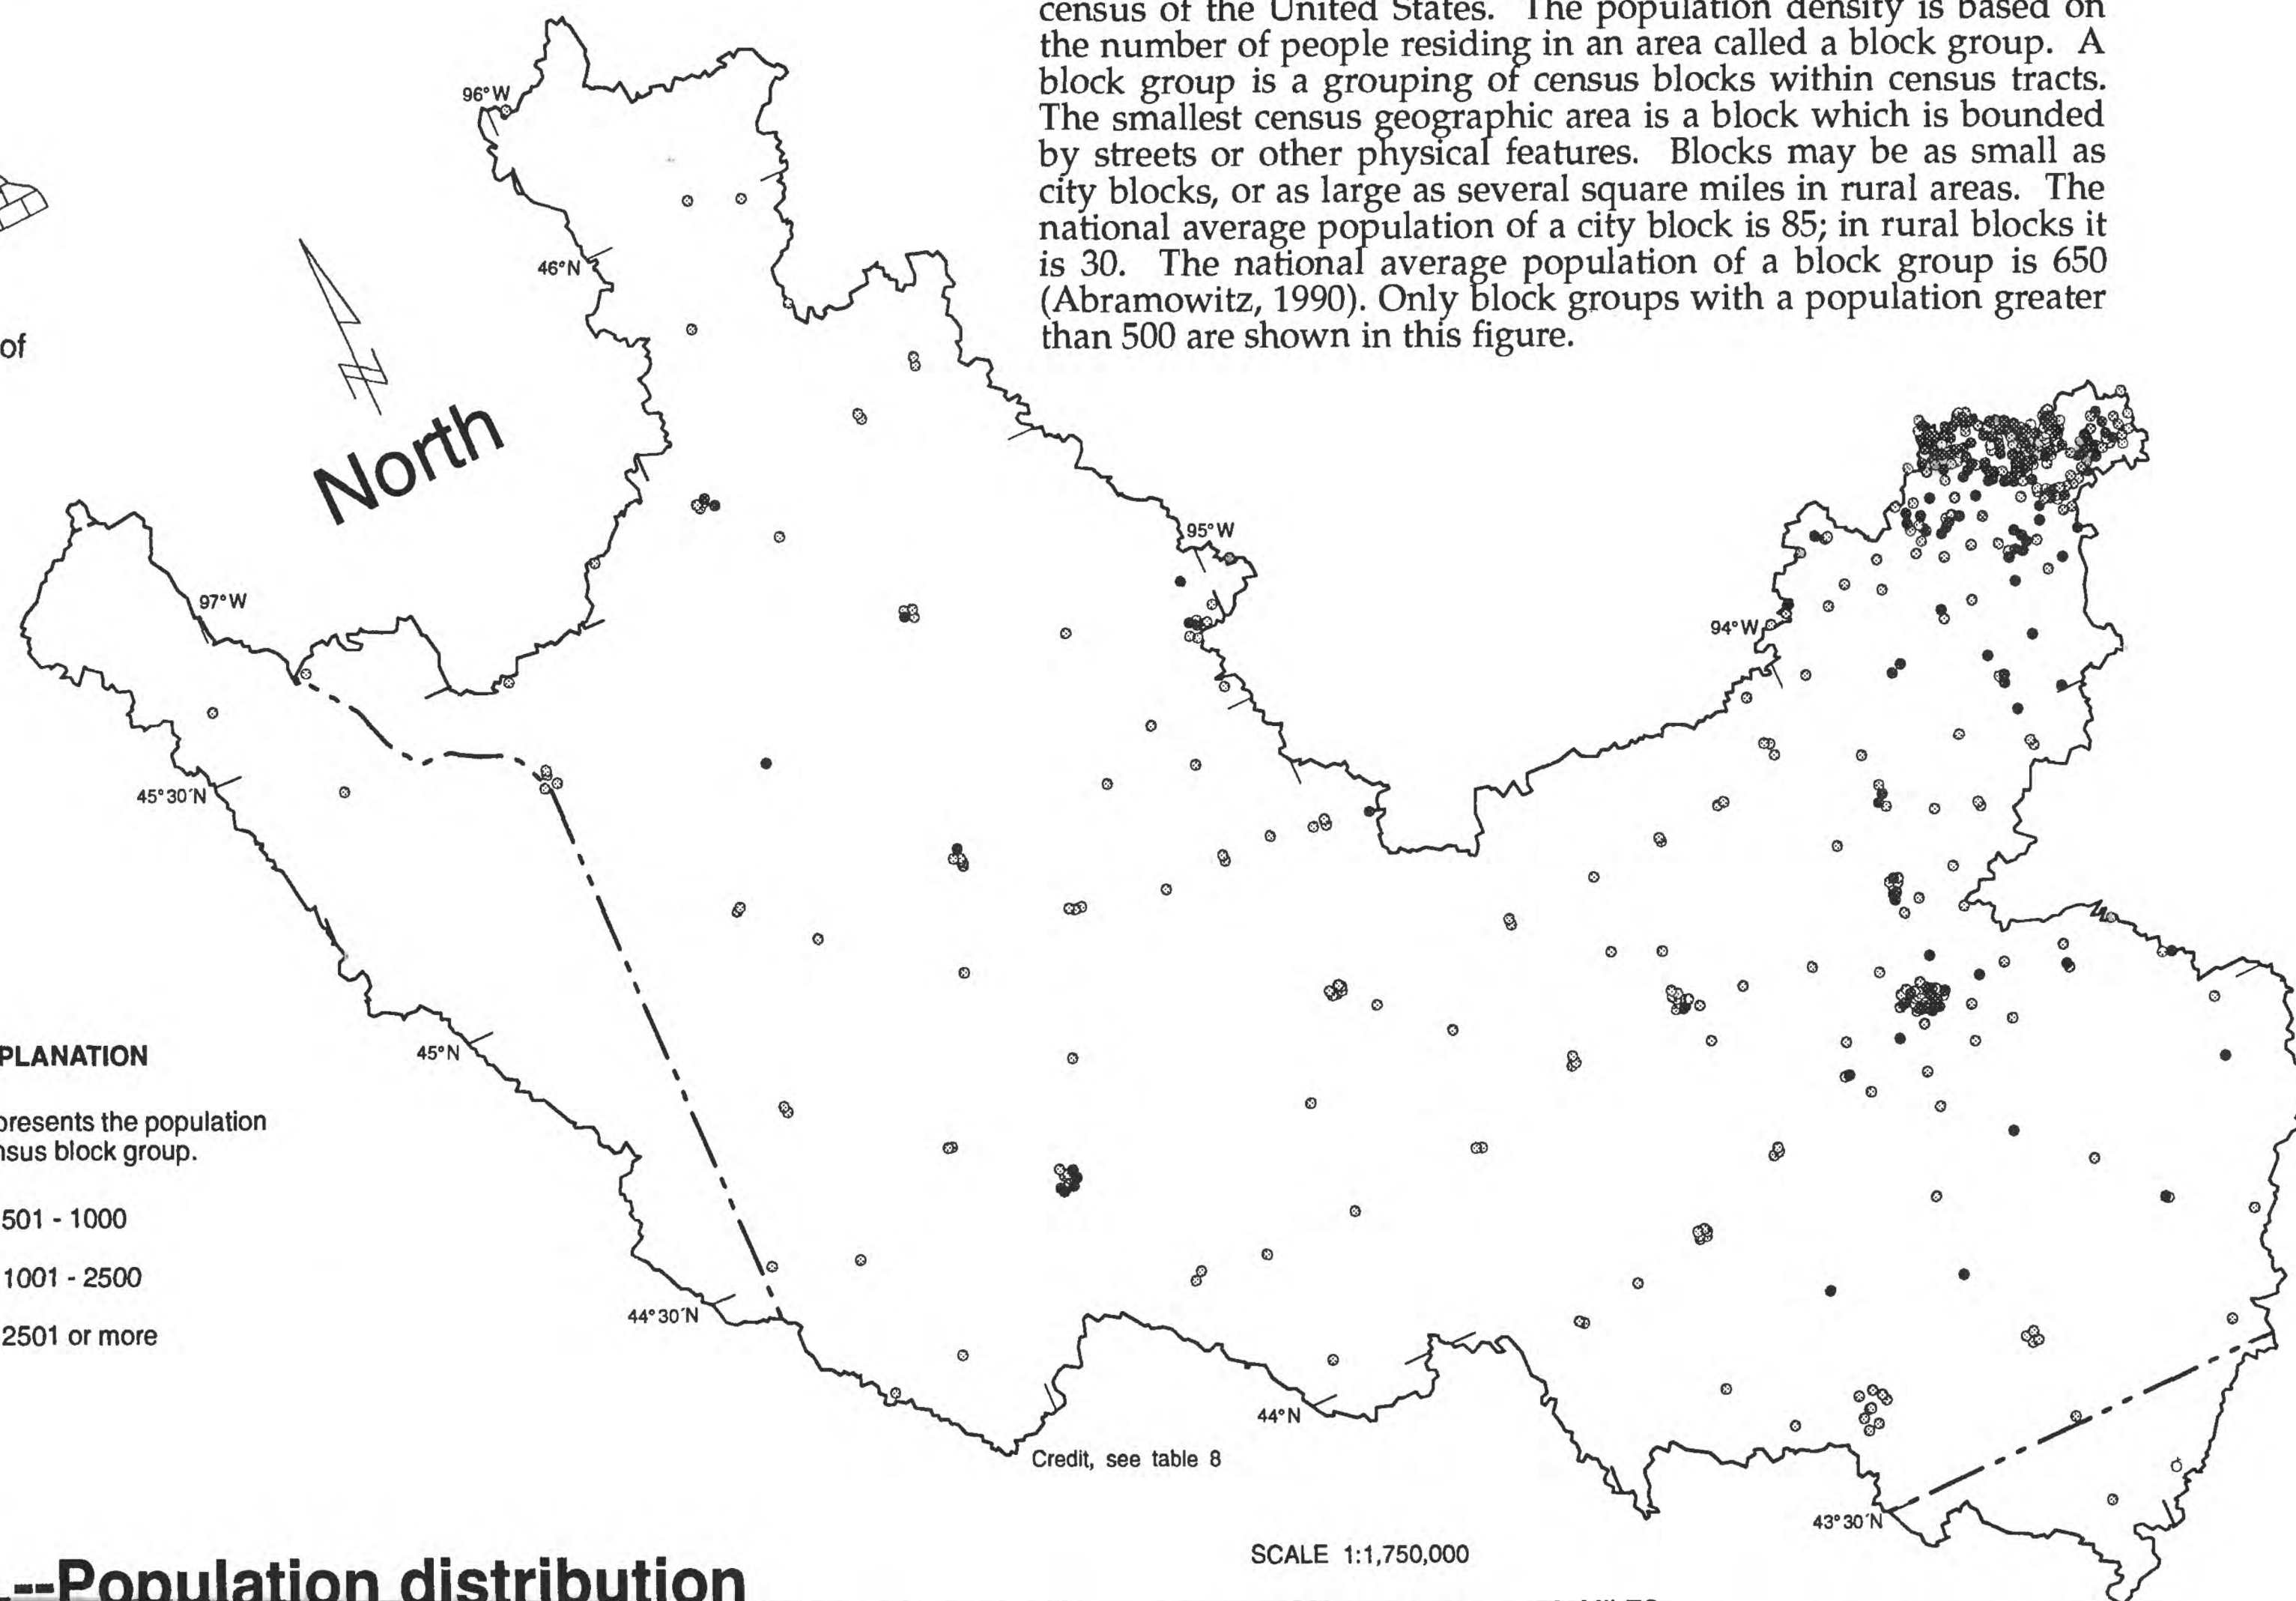 census of the United States. The population density is based on
the number of people residing in an area called a block group. A
block group is a grouping of census blocks within census tracts.
The smallest census geographic area is a block which is bounded
by streets or other physical features. Blocks may be as small as
city blocks, or as large as several square miles in rural areas. The
national average population of a city block is 85; in rural blocks it
is 30. The national average population of a block group is 650
(Abramowitz, 1990). Only block groups with a population greater
than 500 are shown in this figure.
96°W
46°N
of
North
95°W
97°W
94°W
45°30´N
45°N
PLANATION
presents the population
nsus block group.
501 - 1000
1001 - 2500
2501 or more
44°30´N
44°N
Credit, see table 8
43°30´N
SCALE 1:1,750,000
--Population distribution